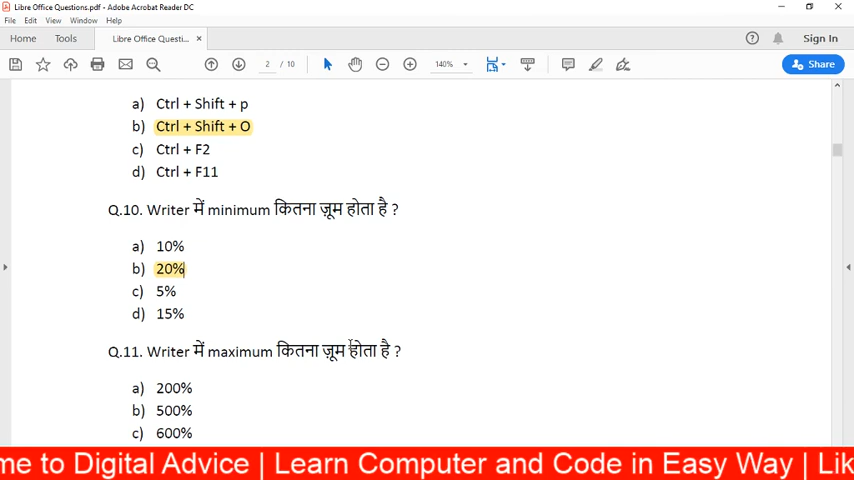 Libre Office Questions.pdf - Adobe Acrobat Reader DC
File Edit View Window Help
Home Tools Libre Office Questi... × Sign In
2 / 10 140% Share
a) Ctrl + Shift + p
b) Ctrl + Shift + O
c) Ctrl + F2
d) Ctrl + F11
Q.10. Writer में minimum कितना ज़ूम होता है ?
a) 10%
b) 20%
c) 5%
d) 15%
Q.11. Writer में maximum कितना ज़ूम होता है ?
a) 200%
b) 500%
c) 600%
me to Digital Advice | Learn Computer and Code in Easy Way | Lik